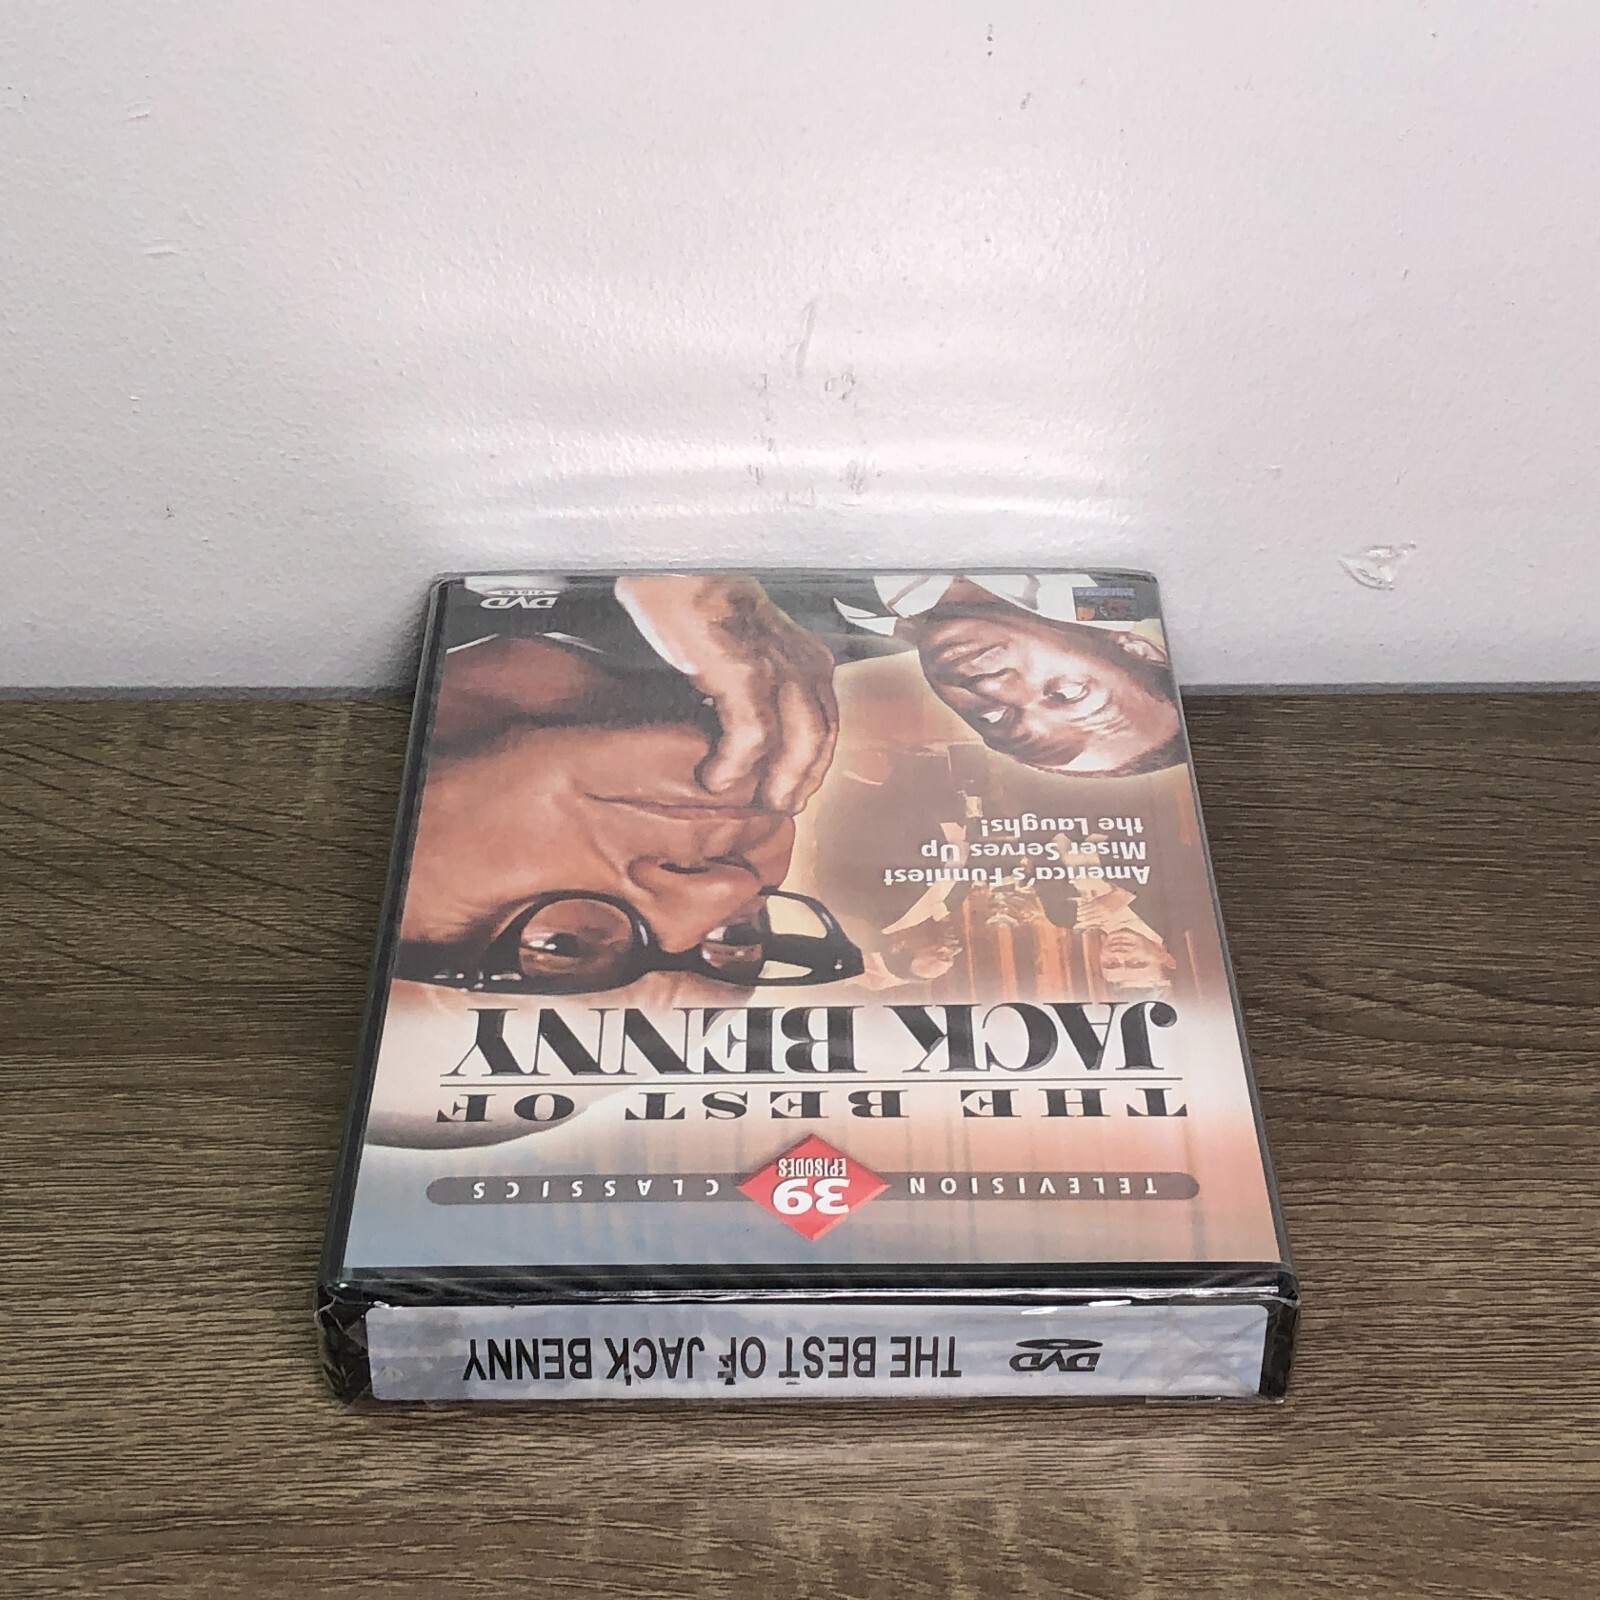 DVD THE BEST OF JACK BENNY
TELEVISION 39 EPISODES CLASSICS
THE BEST OF
JACK BENNY
America's Funniest
Miser Serves Up
the Laughs!
DVD
VIDEO